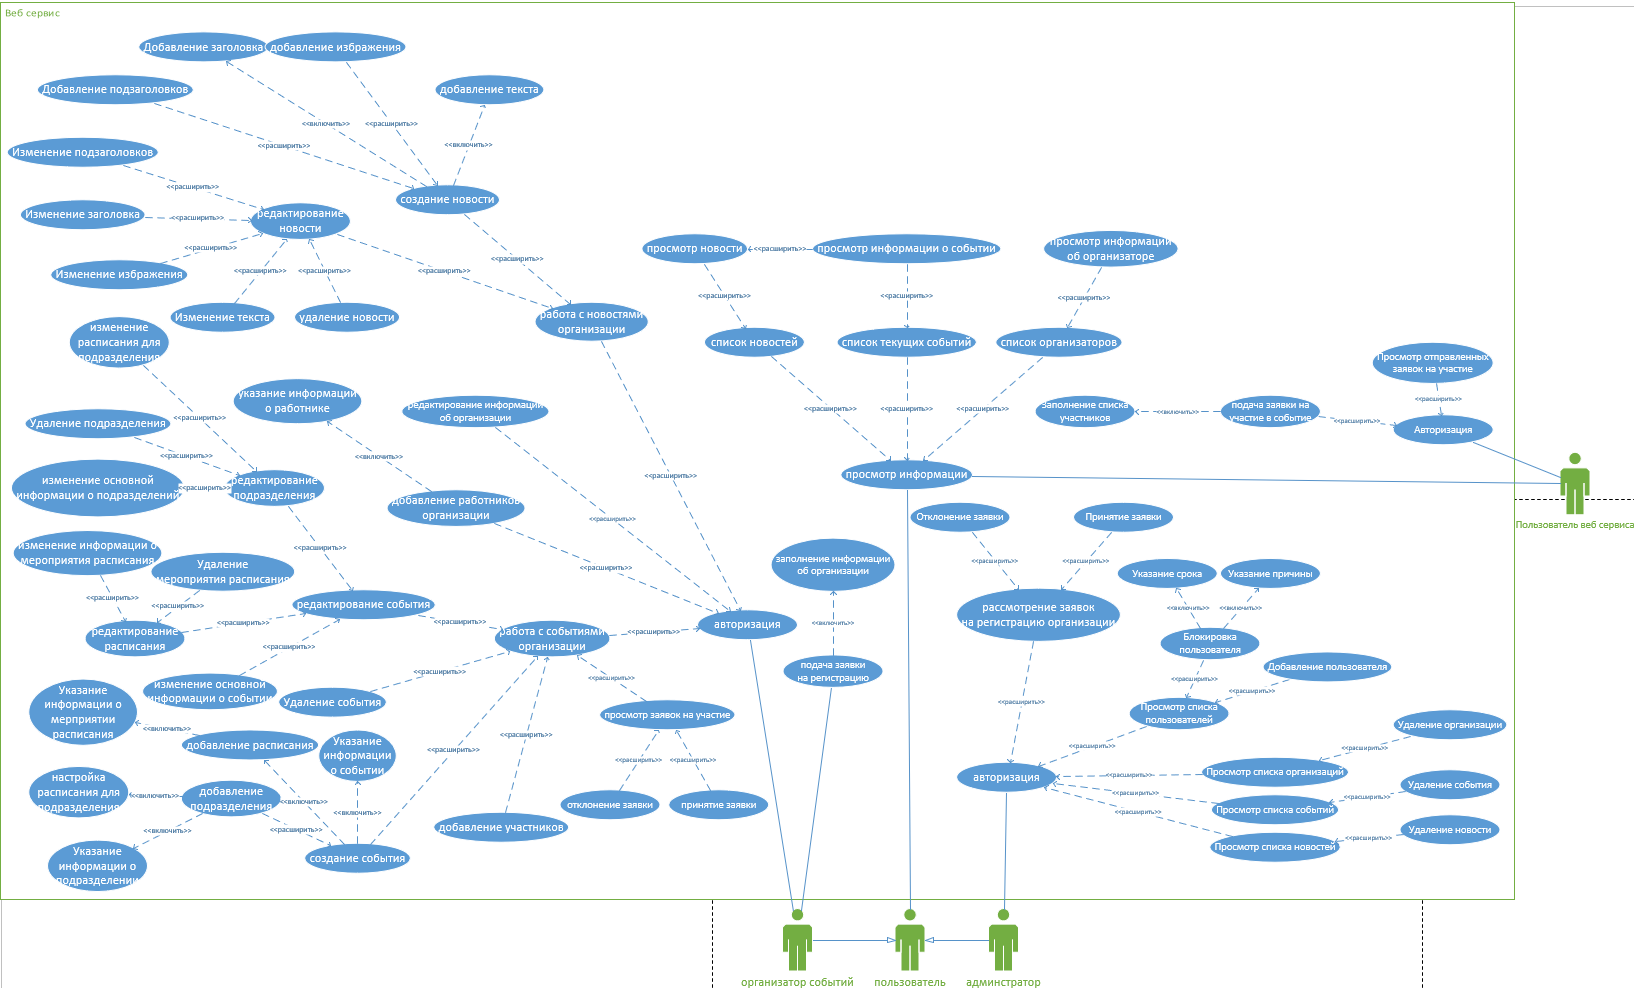 Веб сервис
Добавление заголовка
добавление избражения
Добавление подзаголовков
добавление текста
<<включить>>
<<расширить>>
<<расширить>>
<<включить>>
Изменение подзаголовков
<<расширить>>
создание новости
Изменение заголовка
<<расширить>>
редактирование
новости
<<расширить>>
Изменение избражения
<<расширить>>
<<расширить>>
<<расширить>>
<<расширить>>
Изменение текста
удаление новости
работа с новостями
организации
просмотр новости
<<расширить>>
просмотр информации о событии
просмотр информации
об организаторе
<<расширить>>
<<расширить>>
<<расширить>>
список новостей
список текущих событий
список организаторов
<<расширить>>
<<расширить>>
<<расширить>>
просмотр информации
Просмотр отправленных
заявок на участие
<<расширить>>
Заполнение списка
участников
<<включить>>
подача заявки на
участие в событие
<<расширить>>
Авторизация
Пользователь веб сервиса
изменение
расписания для
подразделения
указание информации
о работнике
редактирование информации
об организации
<<расширить>>
Удаление подразделения
<<расширить>>
<<включить>>
изменение основной
информации о подразделений
<<расширить>>
редактирование
подразделения
<<расширить>>
добавление работников
организации
<<расширить>>
<<расширить>>
<<расширить>>
изменение информации о
мероприятия расписания
Удаление
мероприятия расписания
<<расширить>>
<<расширить>>
редактирование события
редактирование
расписания
<<расширить>>
<<расширить>>
работа с событиями
организации
<<расширить>>
авторизация
<<расширить>>
изменение основной
информации о событии
<<расширить>>
Удаление события
<<расширить>>
просмотр заявок на участие
заполнение информации
об организации
<<включить>>
подача заявки
на регистрацию
Отклонение заявки
Принятие заявки
<<расширить>>
<<расширить>>
рассмотрение заявок
на регистрацию организации
Указание срока
Указание причины
<<включить>>
<<включить>>
Блокировка
пользователя
<<расширить>>
Добавление пользователя
<<расширить>>
<<расширить>>
Просмотр списка
пользователей
<<расширить>>
Удаление организации
<<расширить>>
авторизация
<<расширить>>
Просмотр списка организаций
<<расширить>>
Удаление события
<<расширить>>
Просмотр списка событий
<<расширить>>
Удаление новости
<<расширить>>
Просмотр списка новостей
Указание
информации о
мерприятии
расписания
<<включить>>
добавление расписания
Указание
информации
о событии
<<расширить>>
<<расширить>>
<<расширить>>
<<расширить>>
настройка
расписания для
подразделения
<<включить>>
добавление
подразделения
<<включить>>
<<включить>>
отклонение заявки
принятие заявки
<<включить>>
<<расширить>>
добавление участников
Указание
информации о
подразделении
создание события
организатор событий
пользователь
админстратор